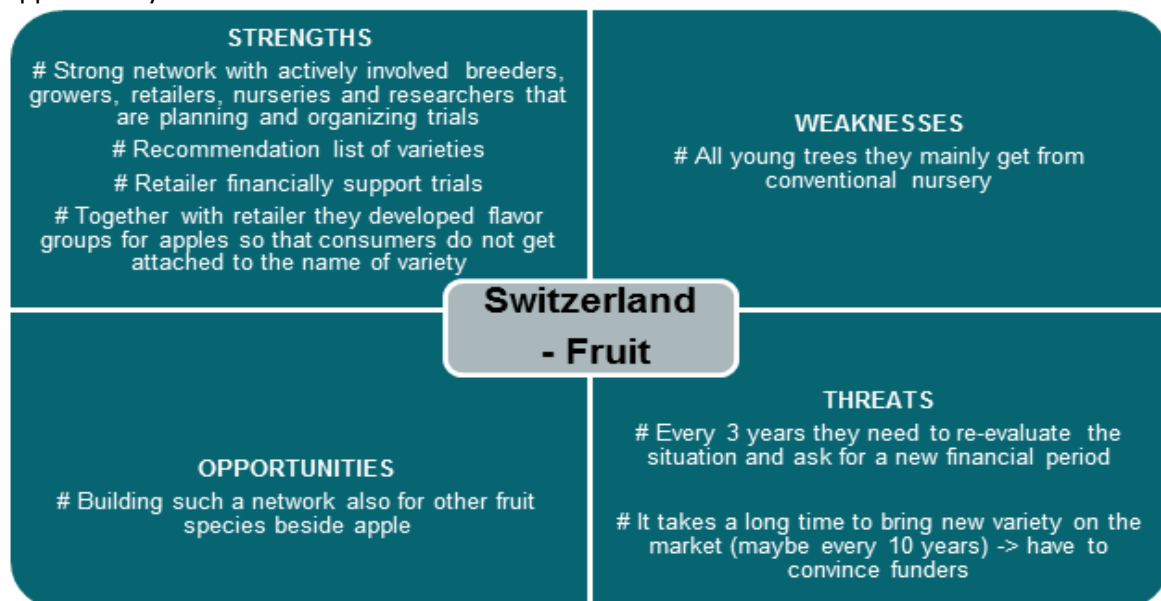 STRENGTHS
# Strong network with actively involved breeders,
growers, retailers, nurseries and researchers that
are planning and organizing trials
# Recommendation list of varieties
# Retailer financially support trials
# Together with retailer they developed flavor
groups for apples so that consumers do not get
attached to the name of variety
WEAKNESSES
# All young trees they mainly get from
conventional nursery
Switzerland
- Fruit
OPPORTUNITIES
# Building such a network also for other fruit
species beside apple
THREATS
# Every 3 years they need to re-evaluate the
situation and ask for a new financial period
# It takes a long time to bring new variety on the
market (maybe every 10 years) -> have to
convince funders